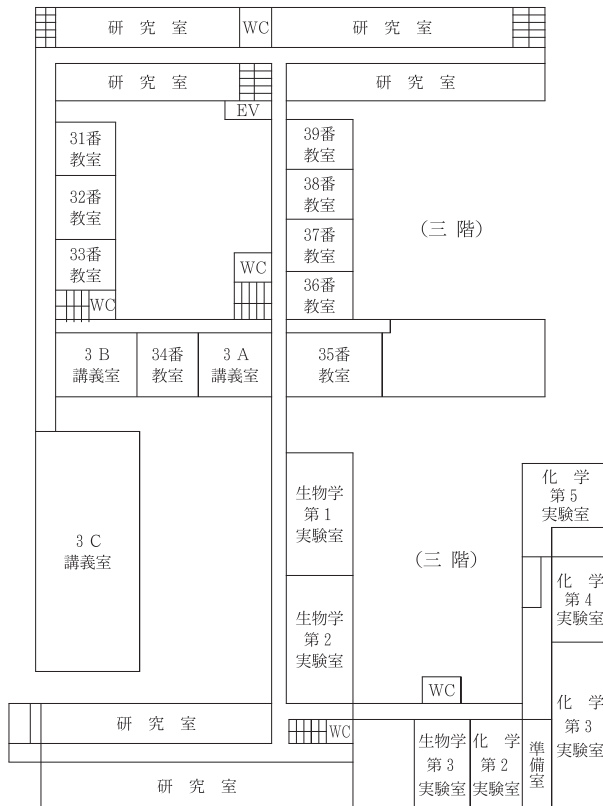 研 究 室
WC
研 究 室
研 究 室
研 究 室
EV
31番
教室
39番
教室
32番
教室
38番
教室
(三 階)
37番
教室
33番
教室
WC
36番
教室
WC
3 B
講義室
34番
教室
3 A
講義室
35番
教室
生物学
第1
実験室
化 学
第5
実験室
3 C
講義室
(三 階)
化 学
第4
実験室
生物学
第2
実験室
WC
化 学
第3
実験室
研 究 室
WC
生物学
第3
実験室
化 学
第2
実験室
準備室
研 究 室